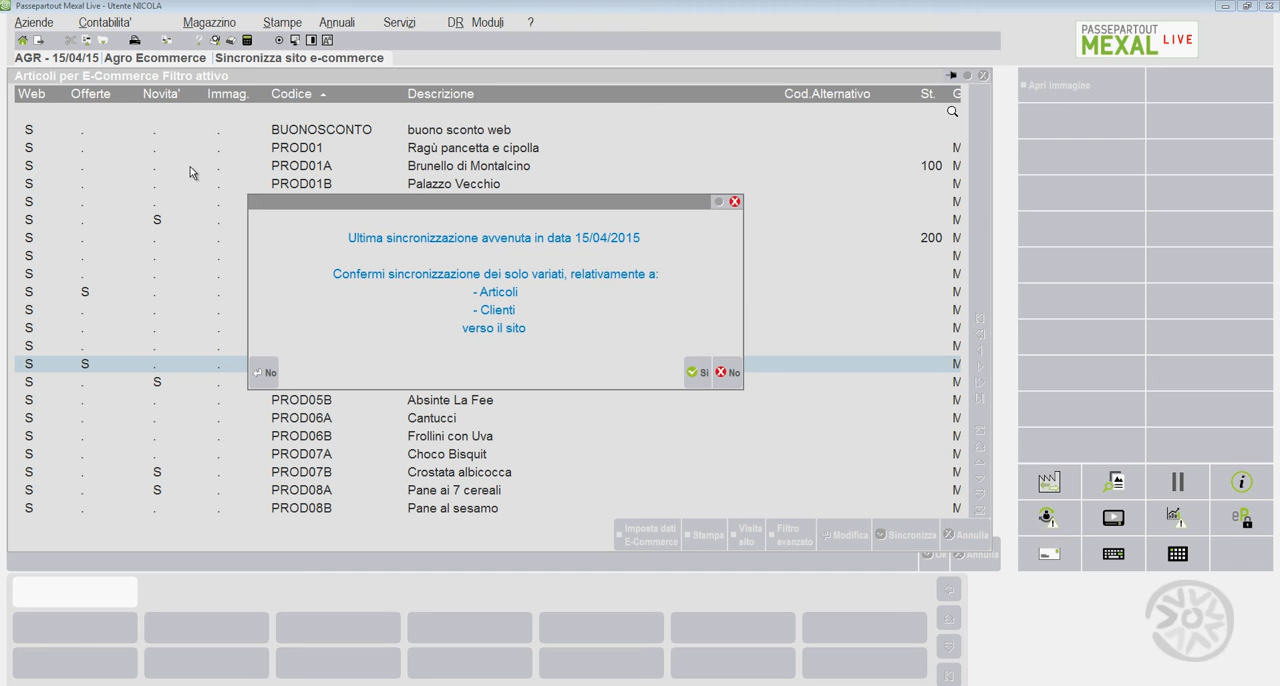 Passepartout Mexal Live - Utente NICOLA
Aziende Contabilita' Magazzino Stampe Annuali Servizi DR Moduli ?
PASSEPARTOUT
MEXAL LIVE
AGR - 15/04/15 Agro Ecommerce Sincronizza sito e-commerce
Articoli per E-Commerce Filtro attivo
Web Offerte Novita' Immag. Codice Descrizione Cod.Alternativo St. G
Apri immagine
S . . . BUONOSCONTO buono sconto web
S . . . PROD01 Ragù pancetta e cipolla M
S . . . PROD01A Brunello di Montalcino 100 M
S . . . PROD01B Palazzo Vecchio M
S . . . M
S . S . M
S . . . 200 M
S . . . M
S . . . M
S S . . M
S . . . M
S . . . M
S . . . M
S S . . M
S . S . M
Ultima sincronizzazione avvenuta in data 15/04/2015
Confermi sincronizzazione dei solo variati, relativamente a:
- Articoli
- Clienti
verso il sito
No Sì No
S . . . PROD05B Absinte La Fee M
S . . . PROD06A Cantucci M
S . . . PROD06B Frollini con Uva M
S . . . PROD07A Choco Bisquit M
S . S . PROD07B Crostata albicocca M
S . S . PROD08A Pane ai 7 cereali M
S . . . PROD08B Pane al sesamo M
Imposta dati E-Commerce Stampa Visita sito Filtro avanzato Modifica Sincronizza Annulla
Ok Annulla